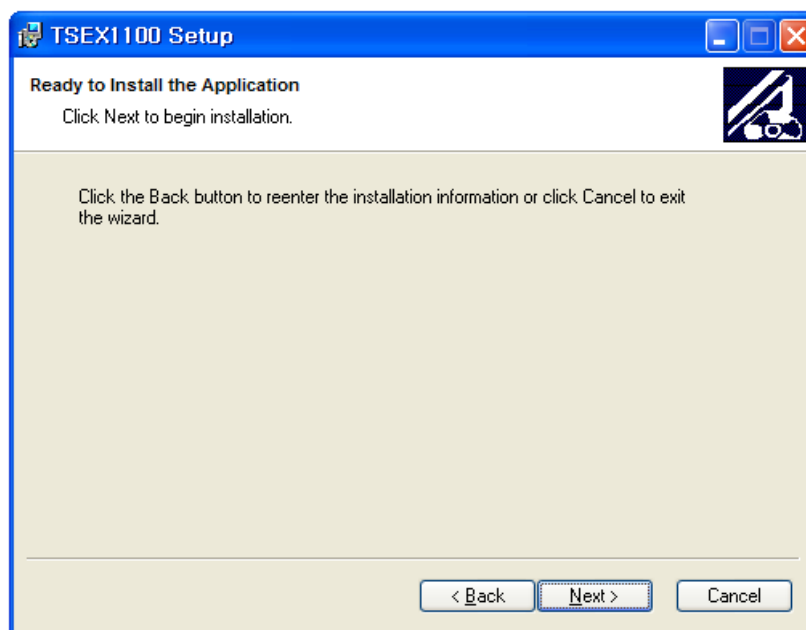 TSEX1100 Setup
Ready to Install the Application
Click Next to begin installation.
Click the Back button to reenter the installation information or click Cancel to exit
the wizard.
< Back
Next >
Cancel